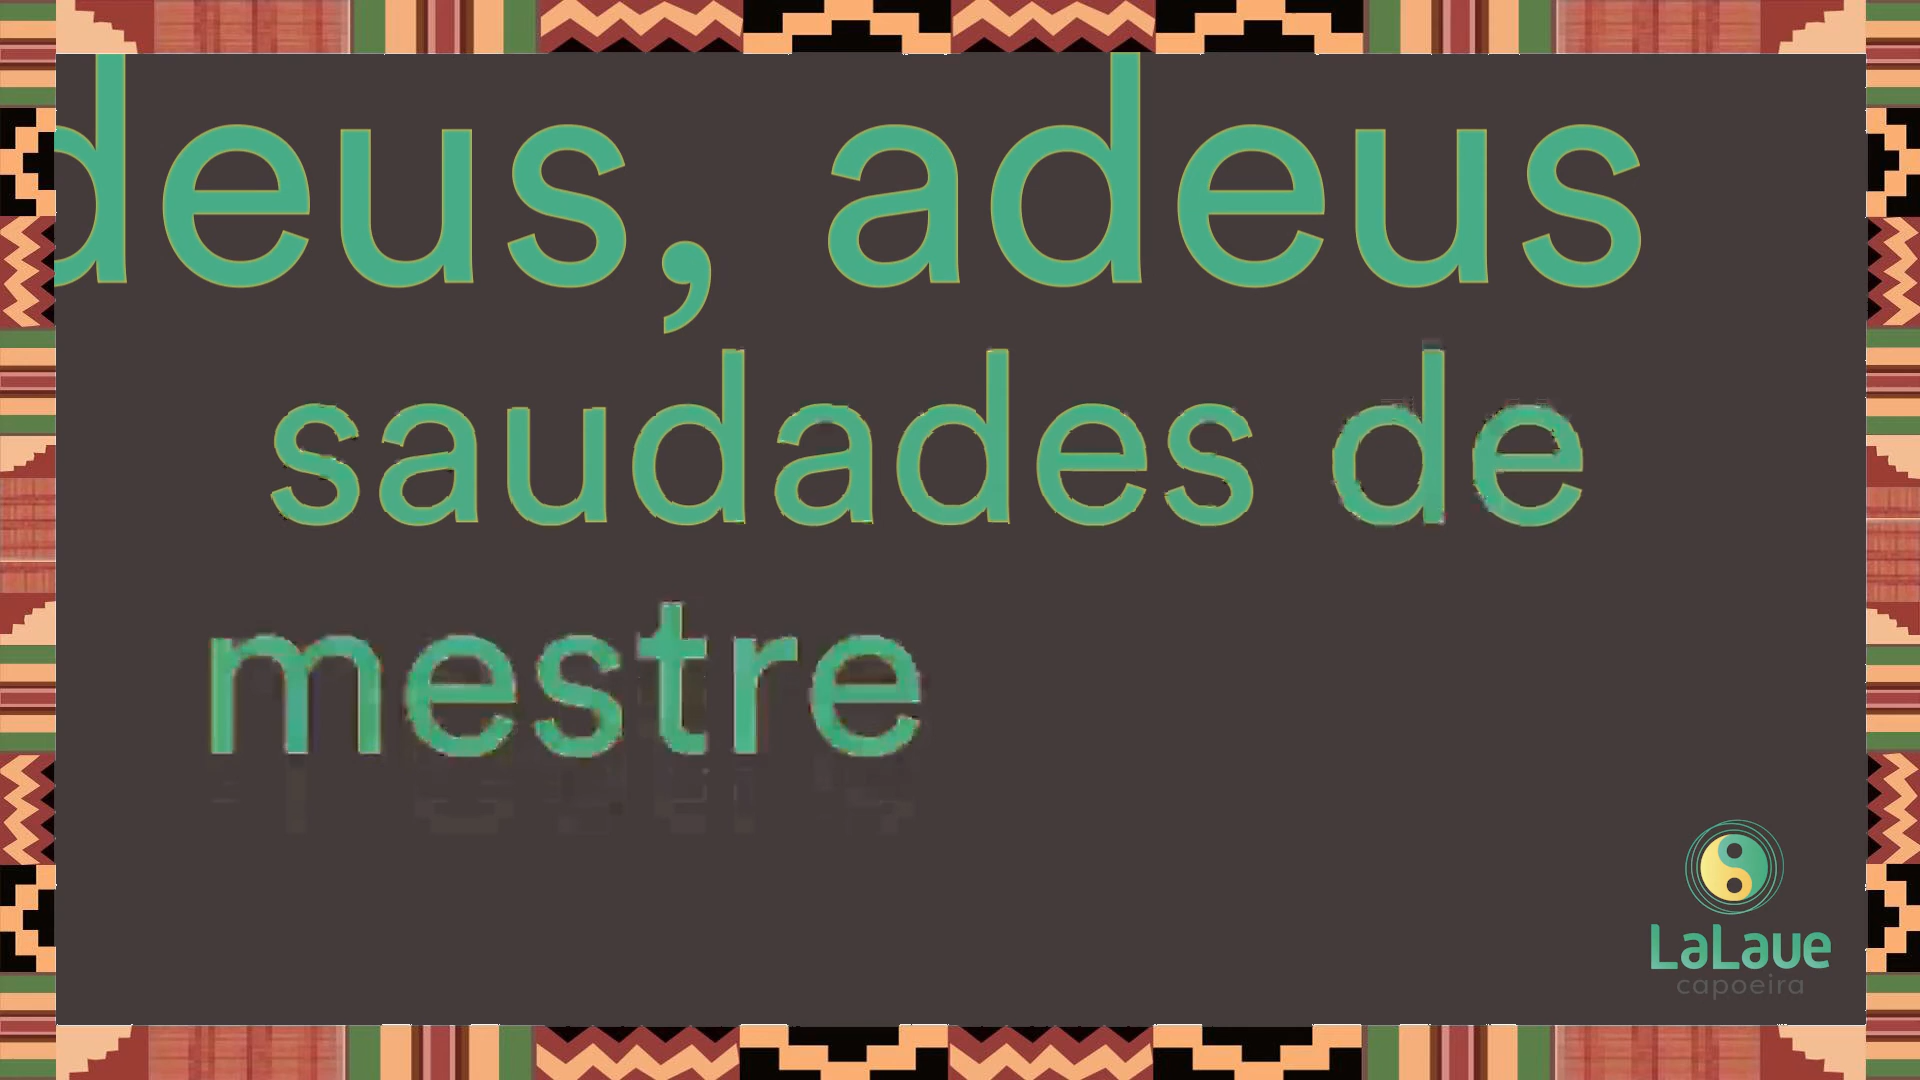 deus, adeus
saudades de
mestre
LaLaue
capoeira